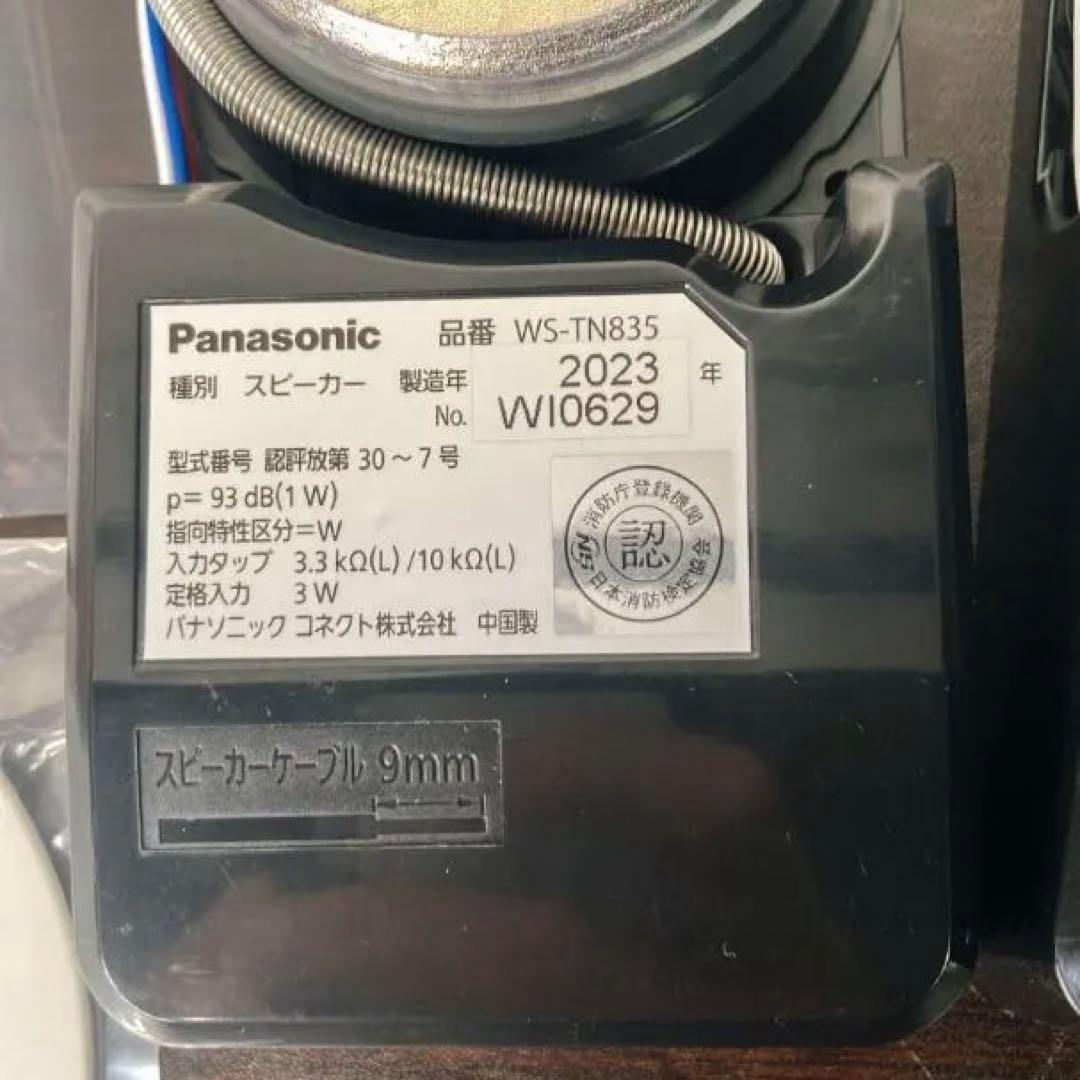 Panasonic 品番 WS-TN835
種別 スピーカー 製造年 2023 年
No. WI0629
型式番号 認評放第 30～7号
p= 93 dB(1 W)
指向特性区分=W
入力タップ 3.3 kΩ(L) /10 kΩ(L)
定格入力 3 W
パナソニック コネクト株式会社 中国製
消防庁登録機関
認
日本消防検定協会
スピーカーケーブル 9mm